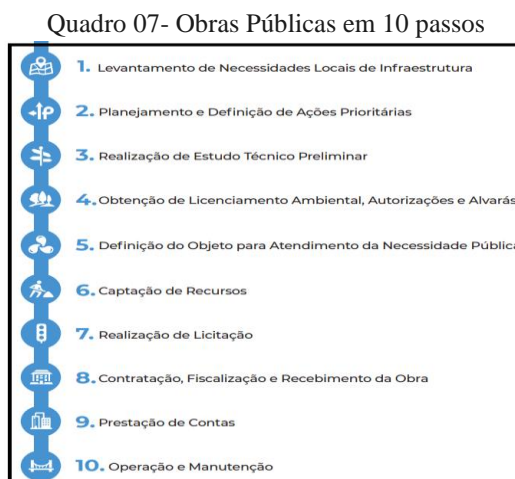 Quadro 07- Obras Públicas em 10 passos
1. Levantamento de Necessidades Locais de Infraestrutura
2. Planejamento e Definição de Ações Prioritárias
3. Realização de Estudo Técnico Preliminar
4. Obtenção de Licenciamento Ambiental, Autorizações e Alvarás
5. Definição do Objeto para Atendimento da Necessidade Pública
6. Captação de Recursos
7. Realização de Licitação
8. Contratação, Fiscalização e Recebimento da Obra
9. Prestação de Contas
10. Operação e Manutenção